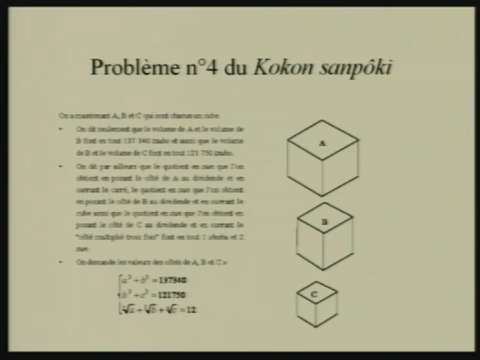 Problème n°4 du Kokon sanpôki
On a maintenant A, B et C qui sont chacun un cube.
- On dit seulement que le volume de A et le volume de
B font en tout 137 340 tsubo et aussi que le volume
de B et le volume de C font en tout 121 750 tsubo.
- On dit par ailleurs que le quotient en sue que l'on
obtient en posant le côté de A au dividende et en
ouvrant le carré, le quotient en sue que l'on obtient
en posant le côté de B au dividende et en ouvrant le
cube ainsi que le quotient en sue que l'on obtient en
posant le côté de C au dividende et en ouvrant le
"côté multiplié trois fois" font en tout 1 shaku et 2
sun.
- On demande les valeurs des côtés de A, B et C.»
a³ + b³ = 137340
b³ + c³ = 121750
√a + ∛b + ∜c = 12
A
B
C